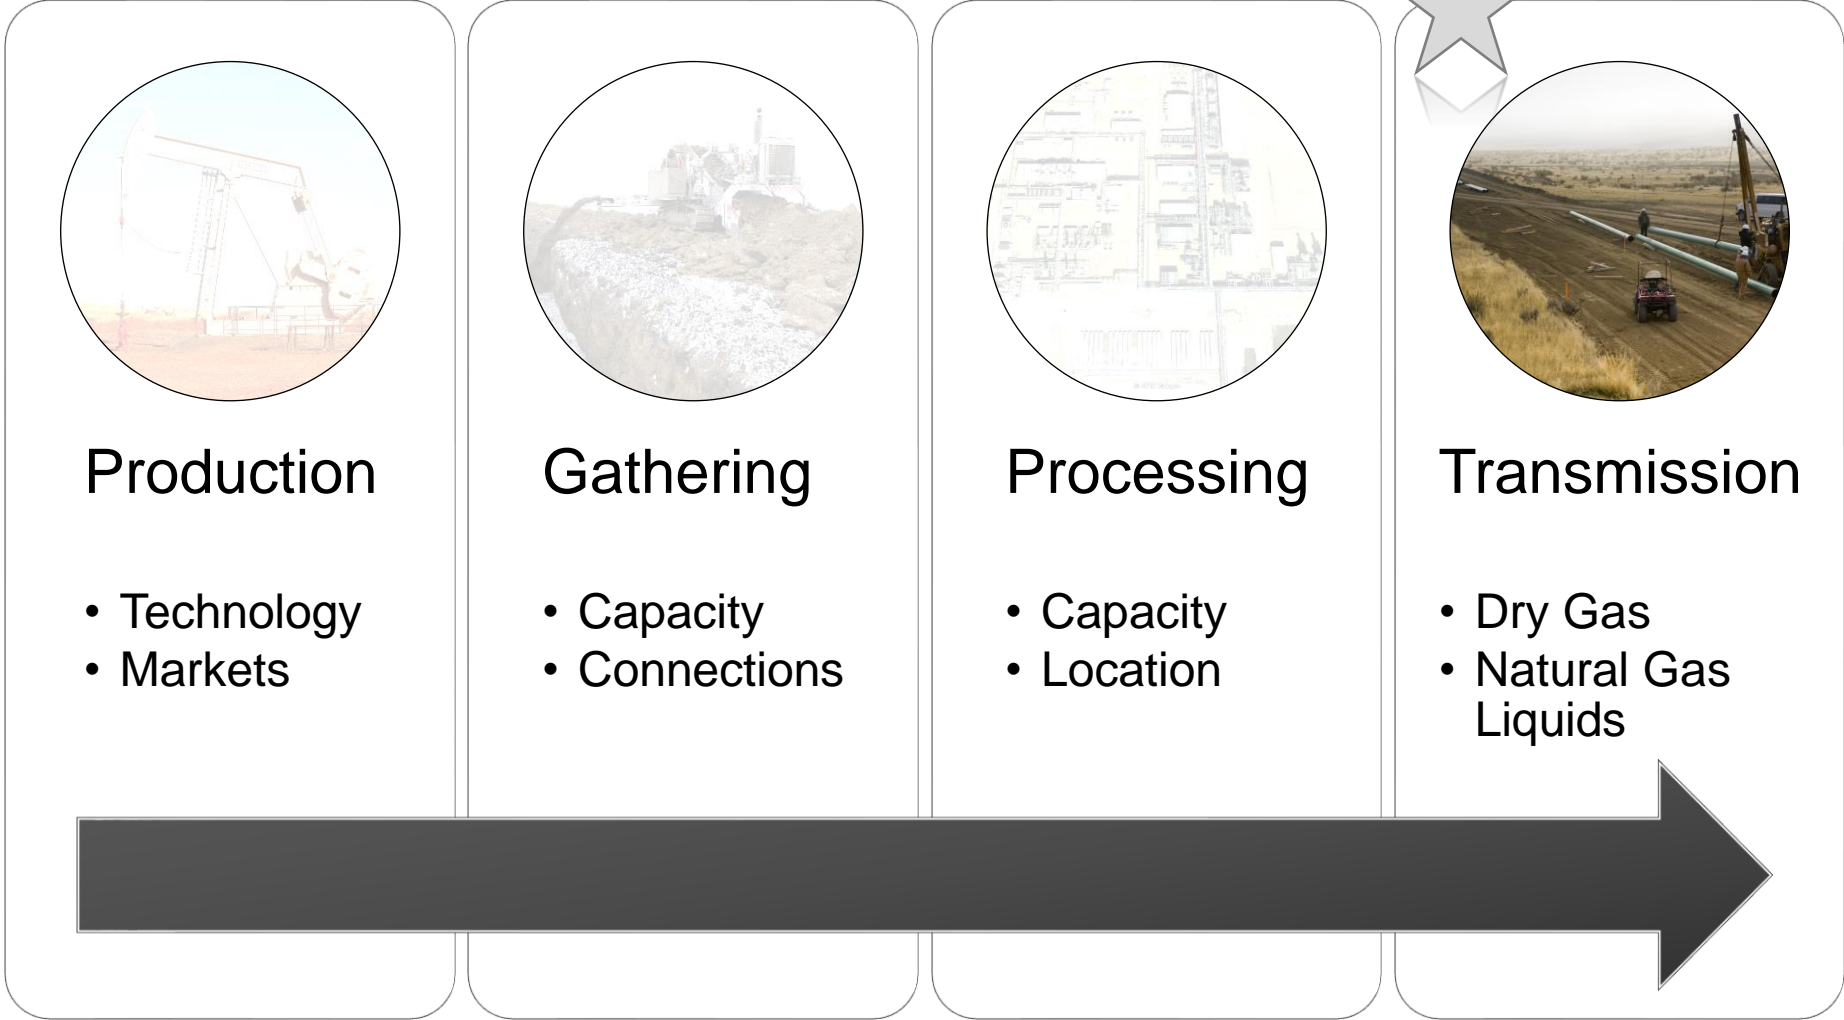 Production
• Technology
• Markets
Gathering
• Capacity
• Connections
Processing
• Capacity
• Location
Transmission
• Dry Gas
• Natural Gas
Liquids